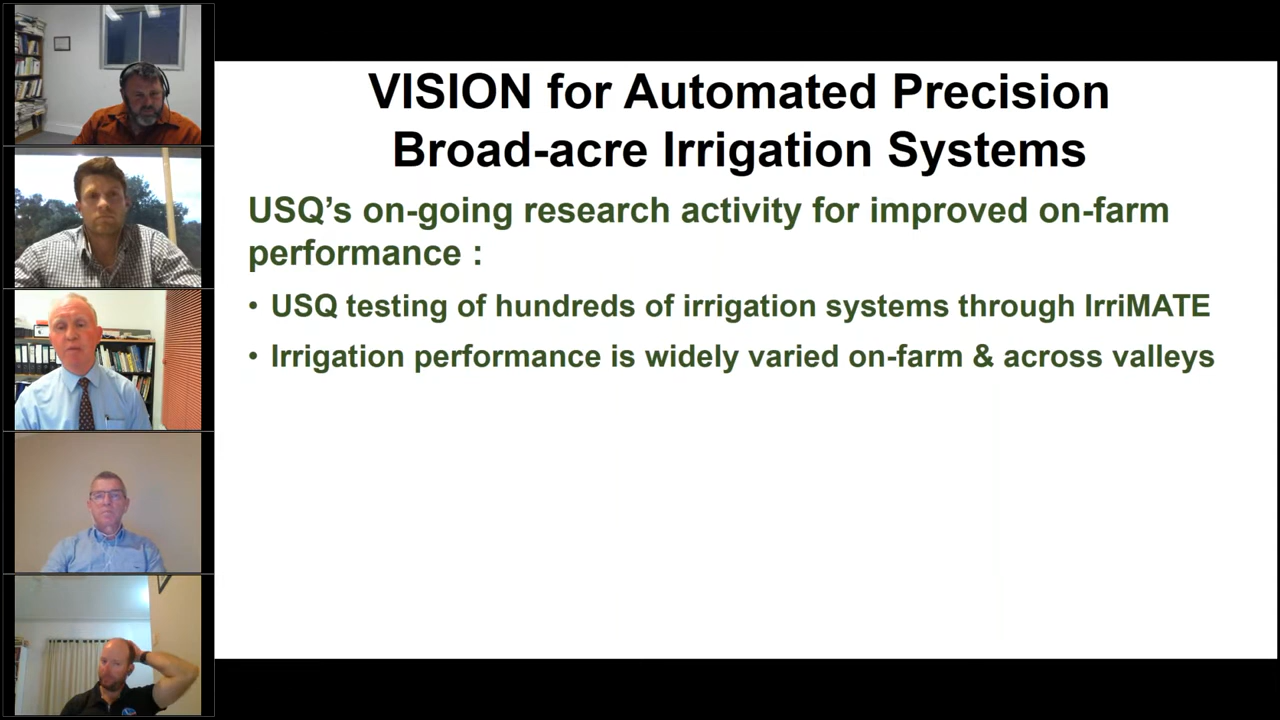 VISION for Automated Precision
Broad-acre Irrigation Systems
USQ’s on-going research activity for improved on-farm
performance :
• USQ testing of hundreds of irrigation systems through IrriMATE
• Irrigation performance is widely varied on-farm & across valleys